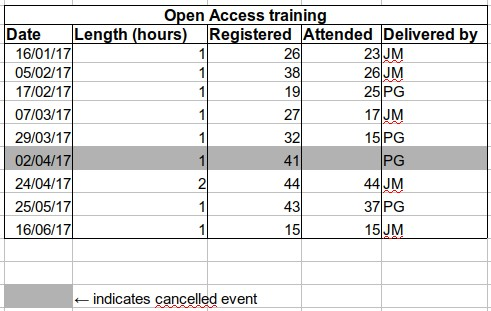 Open Access training
Date Length (hours) Registered Attended Delivered by
16/01/17 1 26 23 JM
05/02/17 1 38 26 JM
17/02/17 1 19 25 PG
07/03/17 1 27 17 JM
29/03/17 1 32 15 PG
02/04/17 1 41 PG
24/04/17 2 44 44 JM
25/05/17 1 43 37 PG
16/06/17 1 15 15 JM
← indicates cancelled event